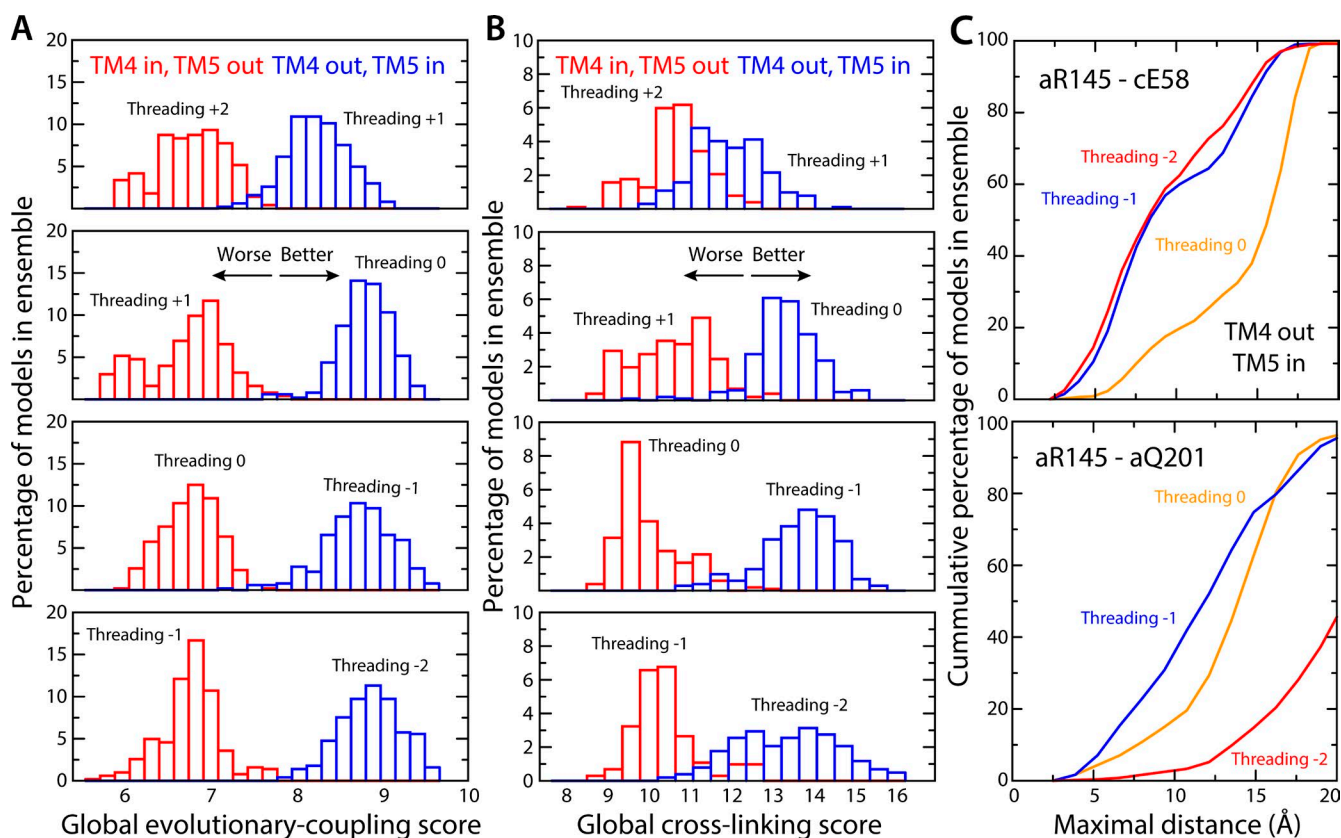 A
Percentage of models in ensemble
TM4 in, TM5 out TM4 out, TM5 in
Threading +2
Threading +1
20
15
10
5
0
Worse Better
Threading +1
Threading 0
20
15
10
5
0
Threading 0
Threading -1
20
15
10
5
0
Threading -1
Threading -2
20
15
10
5
0
6 7 8 9 10
Global evolutionary-coupling score
B
Percentage of models in ensemble
TM4 in, TM5 out TM4 out, TM5 in
Threading +2
Threading +1
10
8
6
4
2
0
Worse Better
Threading +1
Threading 0
10
8
6
4
2
0
Threading 0
Threading -1
10
8
6
4
2
0
Threading -1
Threading -2
10
8
6
4
2
0
8 9 10 11 12 13 14 15 16
Global cross-linking score
C
Cummulative percentage of models in ensemble
100
80
60
40
20
0
aR145 - cE58
Threading -2
Threading -1
Threading 0
TM4 out
TM5 in
100
80
60
40
20
0
aR145 - aQ201
Threading 0
Threading -1
Threading -2
0 5 10 15 20
Maximal distance (Å)